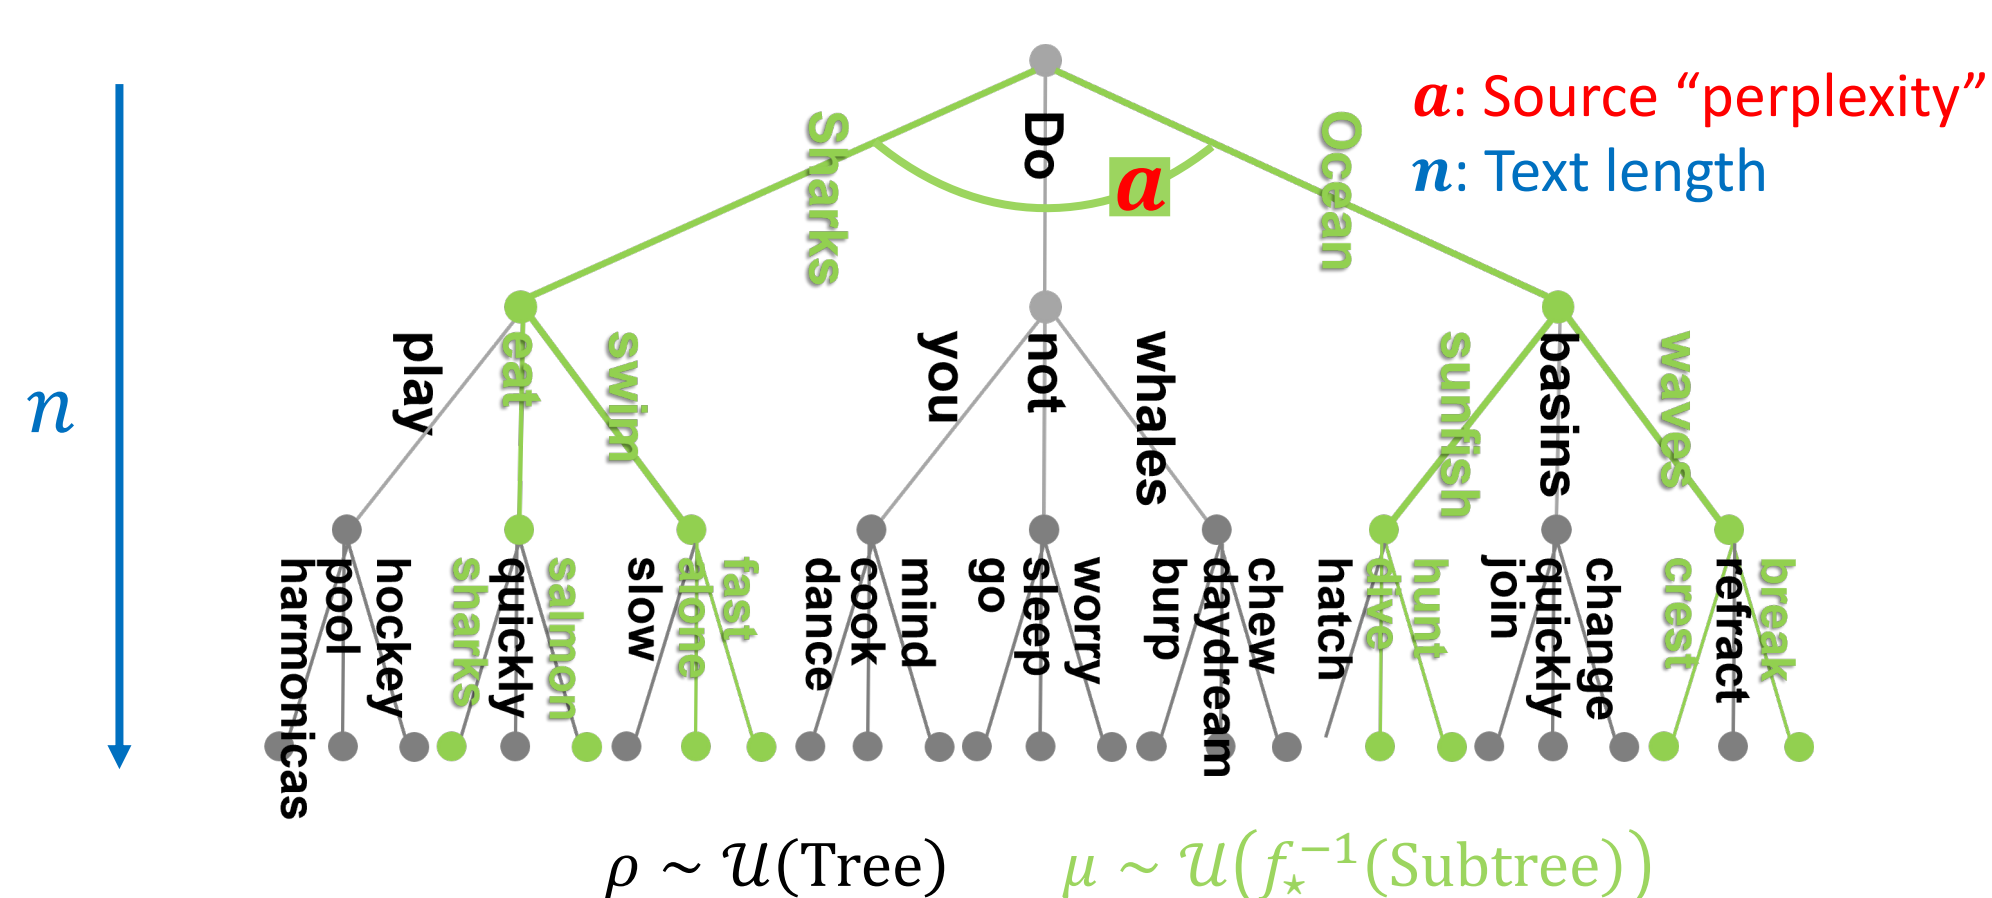 a: Source “perplexity”
n: Text length
Sharks
Do
Ocean
a
n
play
eat
swim
you
not
whales
sunfish
basins
waves
harmonicas
pool
hockey
sharks
quickly
salmon
slow
alone
fast
dance
cook
mind
go
sleep
worry
burp
daydream
chew
hatch
dive
hunt
join
quickly
change
crest
refract
break
ρ ~ 𝒰(Tree)
μ ~ 𝒰(f⋆⁻¹(Subtree))